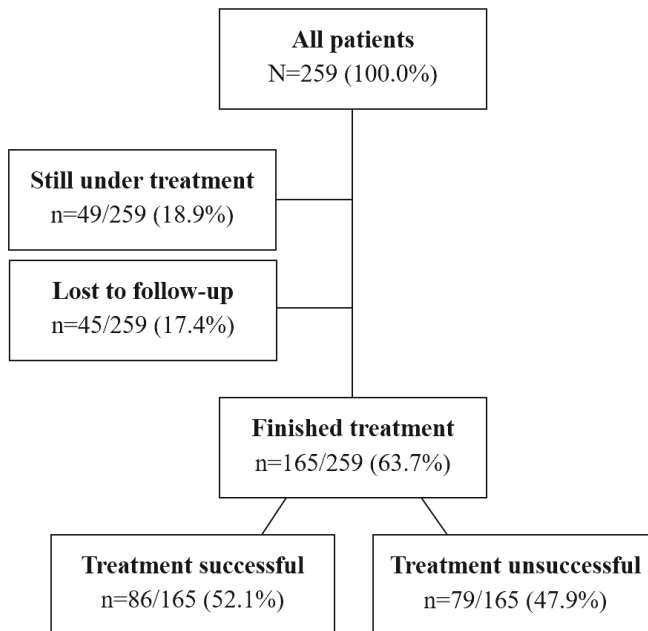 All patients
N=259 (100.0%)
Still under treatment
n=49/259 (18.9%)
Lost to follow-up
n=45/259 (17.4%)
Finished treatment
n=165/259 (63.7%)
Treatment successful
n=86/165 (52.1%)
Treatment unsuccessful
n=79/165 (47.9%)